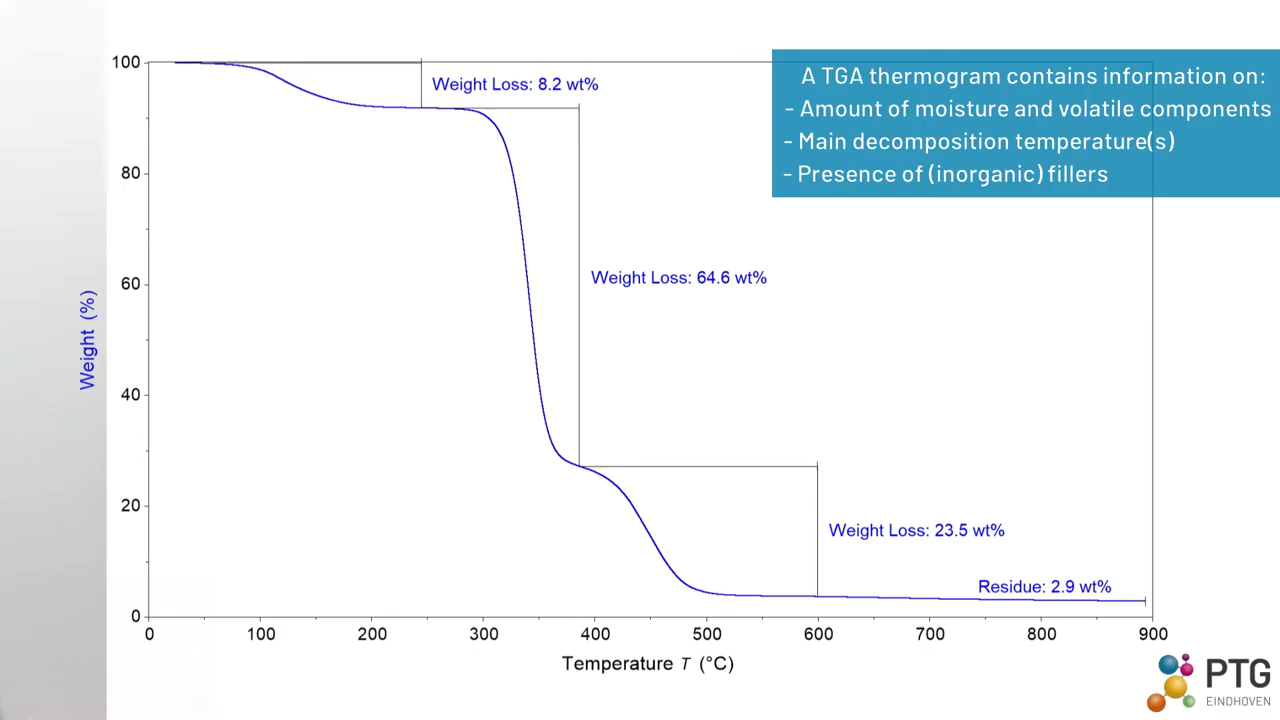 A TGA thermogram contains information on:
- Amount of moisture and volatile components
- Main decomposition temperature(s)
- Presence of (inorganic) fillers
Weight Loss: 8.2 wt%
Weight Loss: 64.6 wt%
Weight Loss: 23.5 wt%
Residue: 2.9 wt%
Weight (%)
100
80
60
40
20
0
0 100 200 300 400 500 600 700 800 900
Temperature T (°C)
PTG
EINDHOVEN